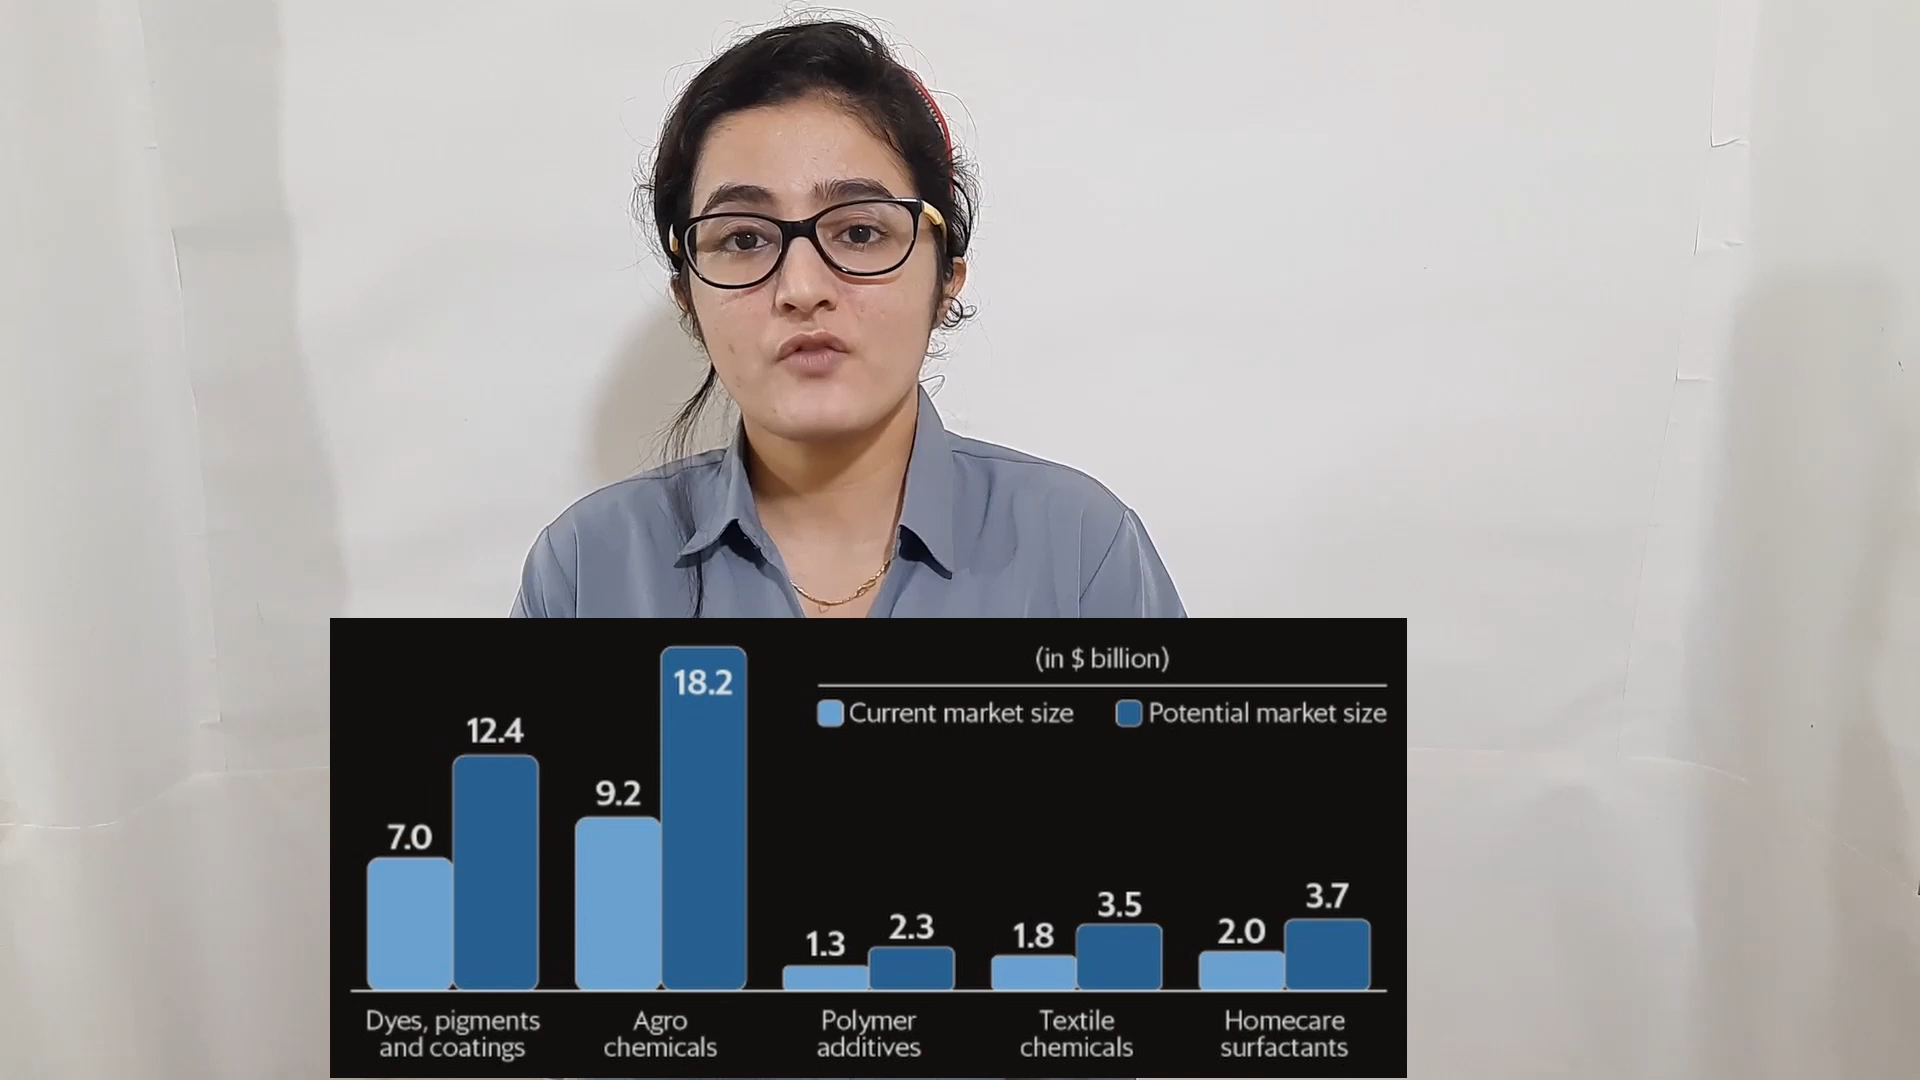 (in $ billion)
Current market size
Potential market size
18.2
12.4
9.2
7.0
1.3
2.3
1.8
3.5
2.0
3.7
Dyes, pigments
and coatings
Agro
chemicals
Polymer
additives
Textile
chemicals
Homecare
surfactants